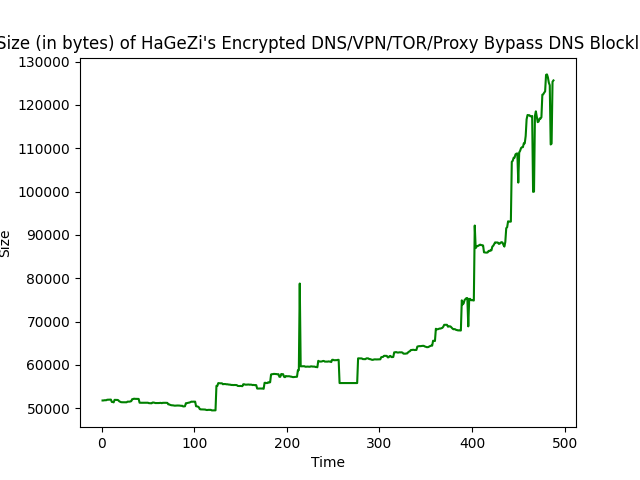 Size (in bytes) of HaGeZi's Encrypted DNS/VPN/TOR/Proxy Bypass DNS Blockl
130000
120000
110000
100000
90000
80000
70000
60000
50000
Size
0 100 200 300 400 500
Time